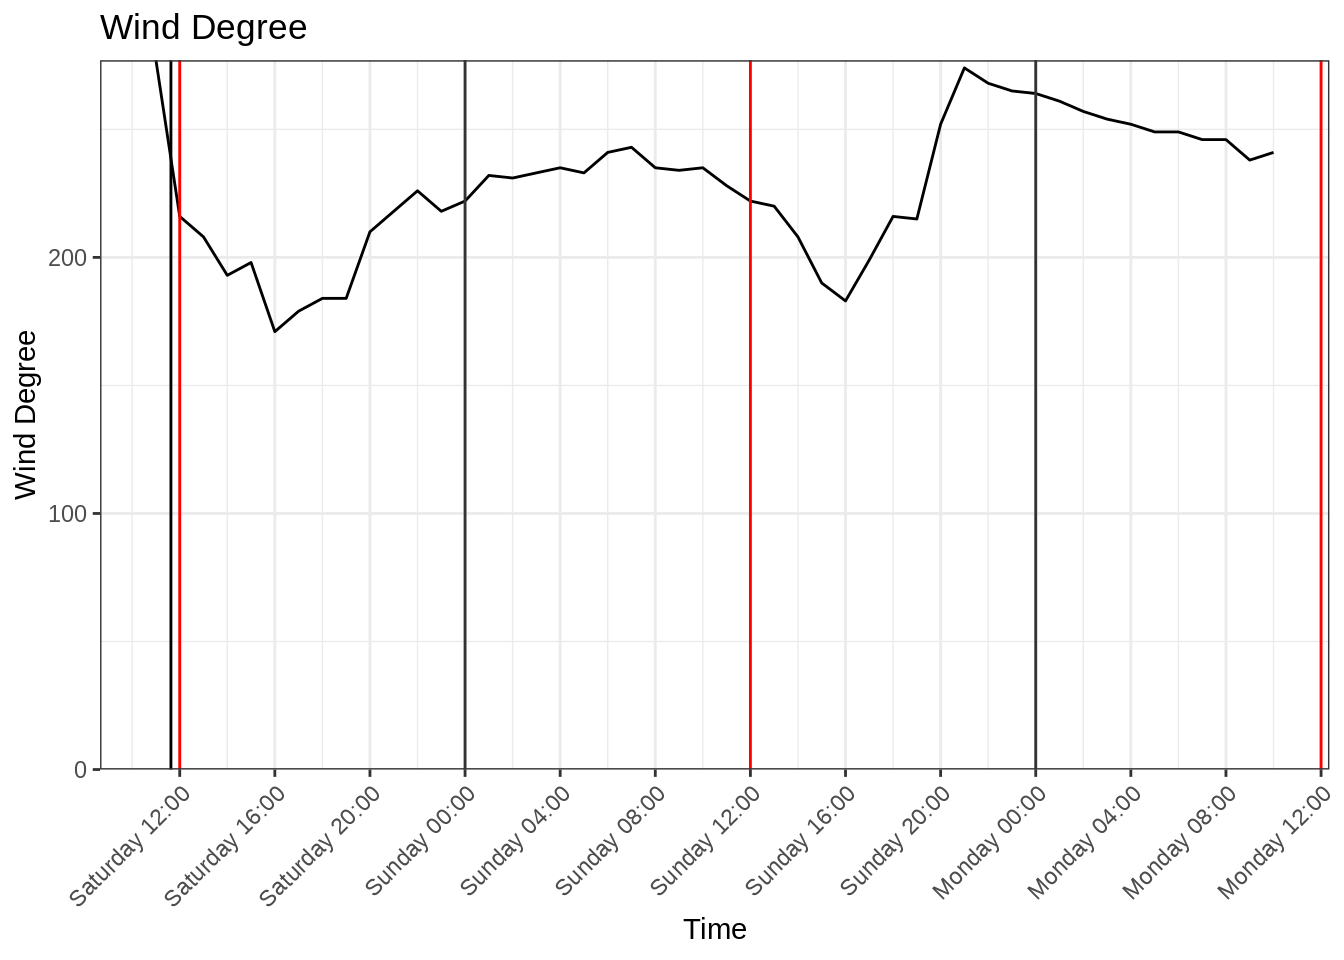 Wind Degree
Wind Degree
200
100
0
Saturday 12:00
Saturday 16:00
Saturday 20:00
Sunday 00:00
Sunday 04:00
Sunday 08:00
Sunday 12:00
Sunday 16:00
Sunday 20:00
Monday 00:00
Monday 04:00
Monday 08:00
Monday 12:00
Time